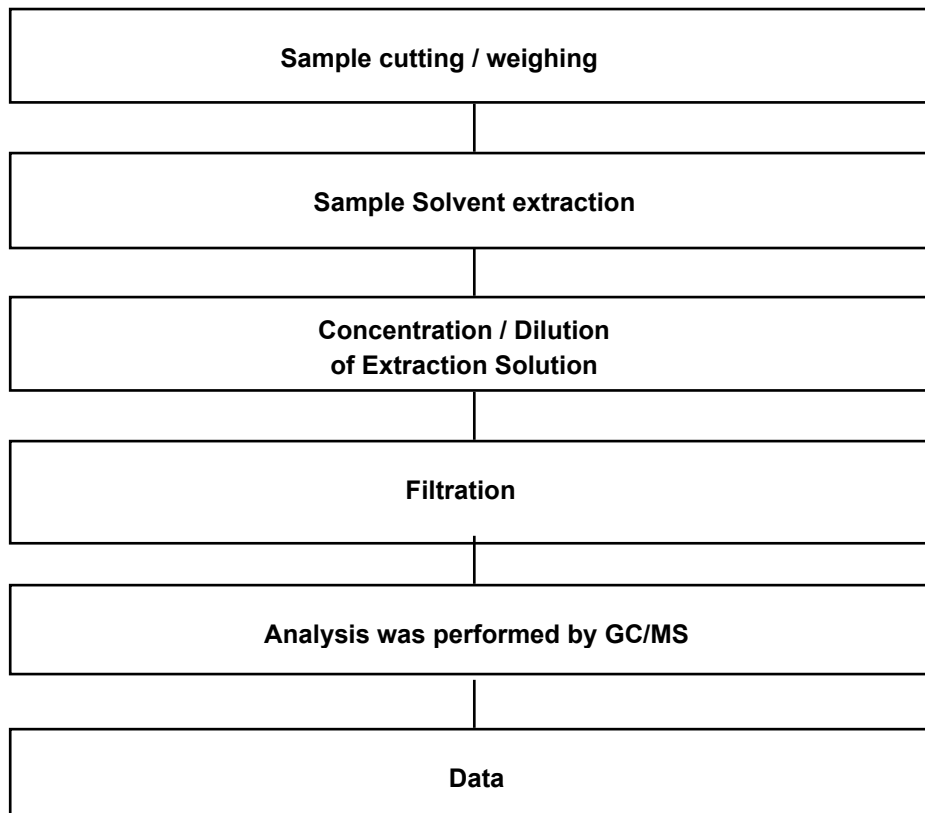 Sample cutting / weighing
Sample Solvent extraction
Concentration / Dilution
of Extraction Solution
Filtration
Analysis was performed by GC/MS
Data